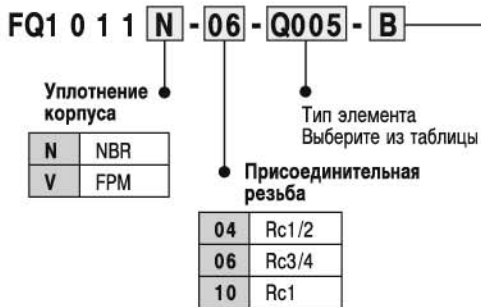 FQ1 0 1 1 N - 06 - Q005 - B
Уплотнение
корпуса
N NBR
V FPM
Тип элемента
Выберите из таблицы
Присоединительная
резьба
04 Rc1/2
06 Rc3/4
10 Rc1